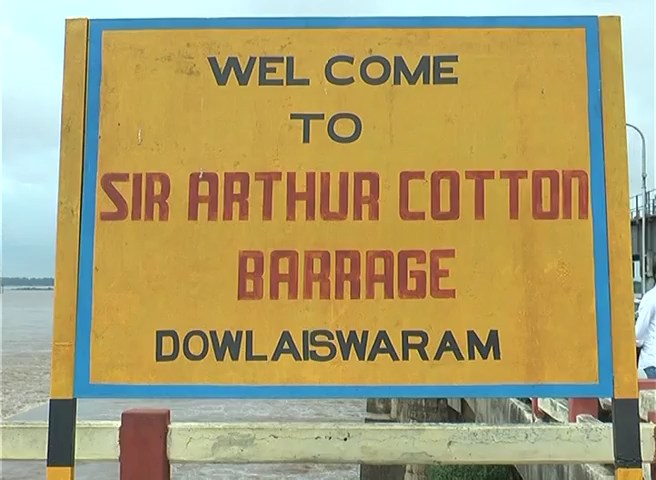 WEL COME
TO
SIR ARTHUR COTTON
BARRAGE
DOWLAISWARAM